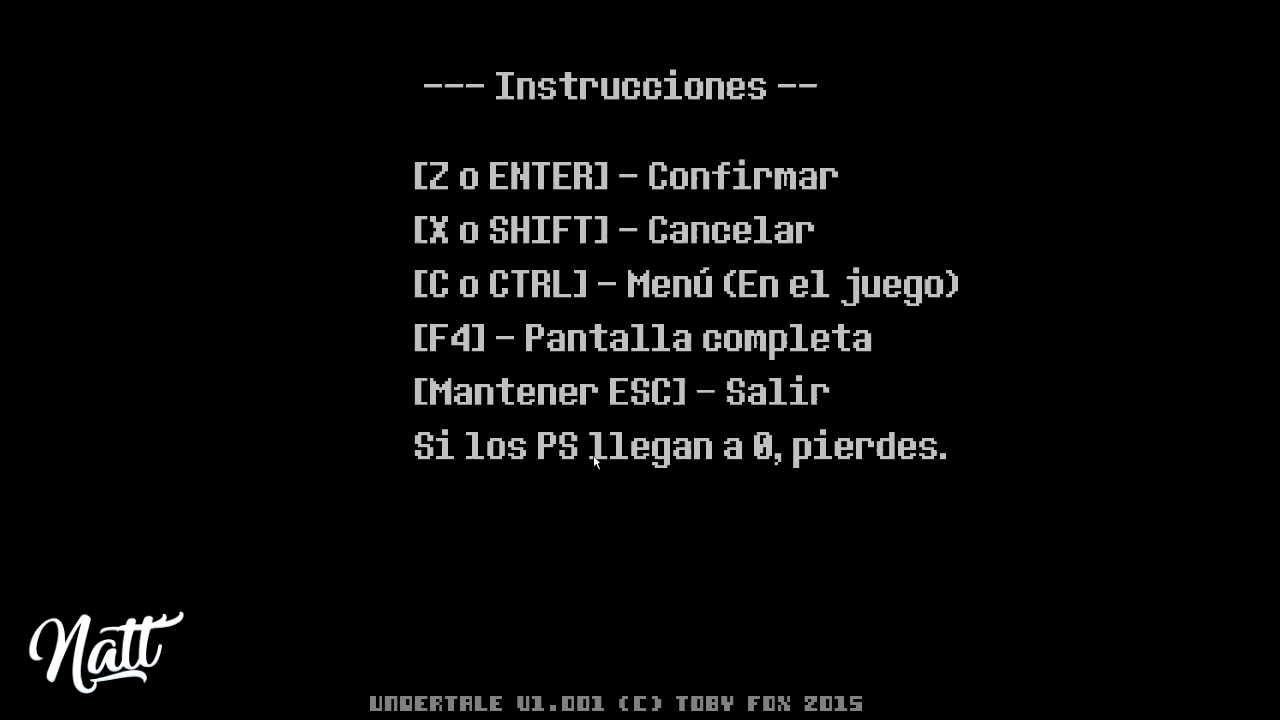 --- Instrucciones --
[Z o ENTER] - Confirmar
[X o SHIFT] - Cancelar
[C o CTRL] - Menú (En el juego)
[F4] - Pantalla completa
[Mantener ESC] - Salir
Si los PS llegan a 0, pierdes.
Natt
UNDERTALE V1.001 (C) TOBY FOX 2015